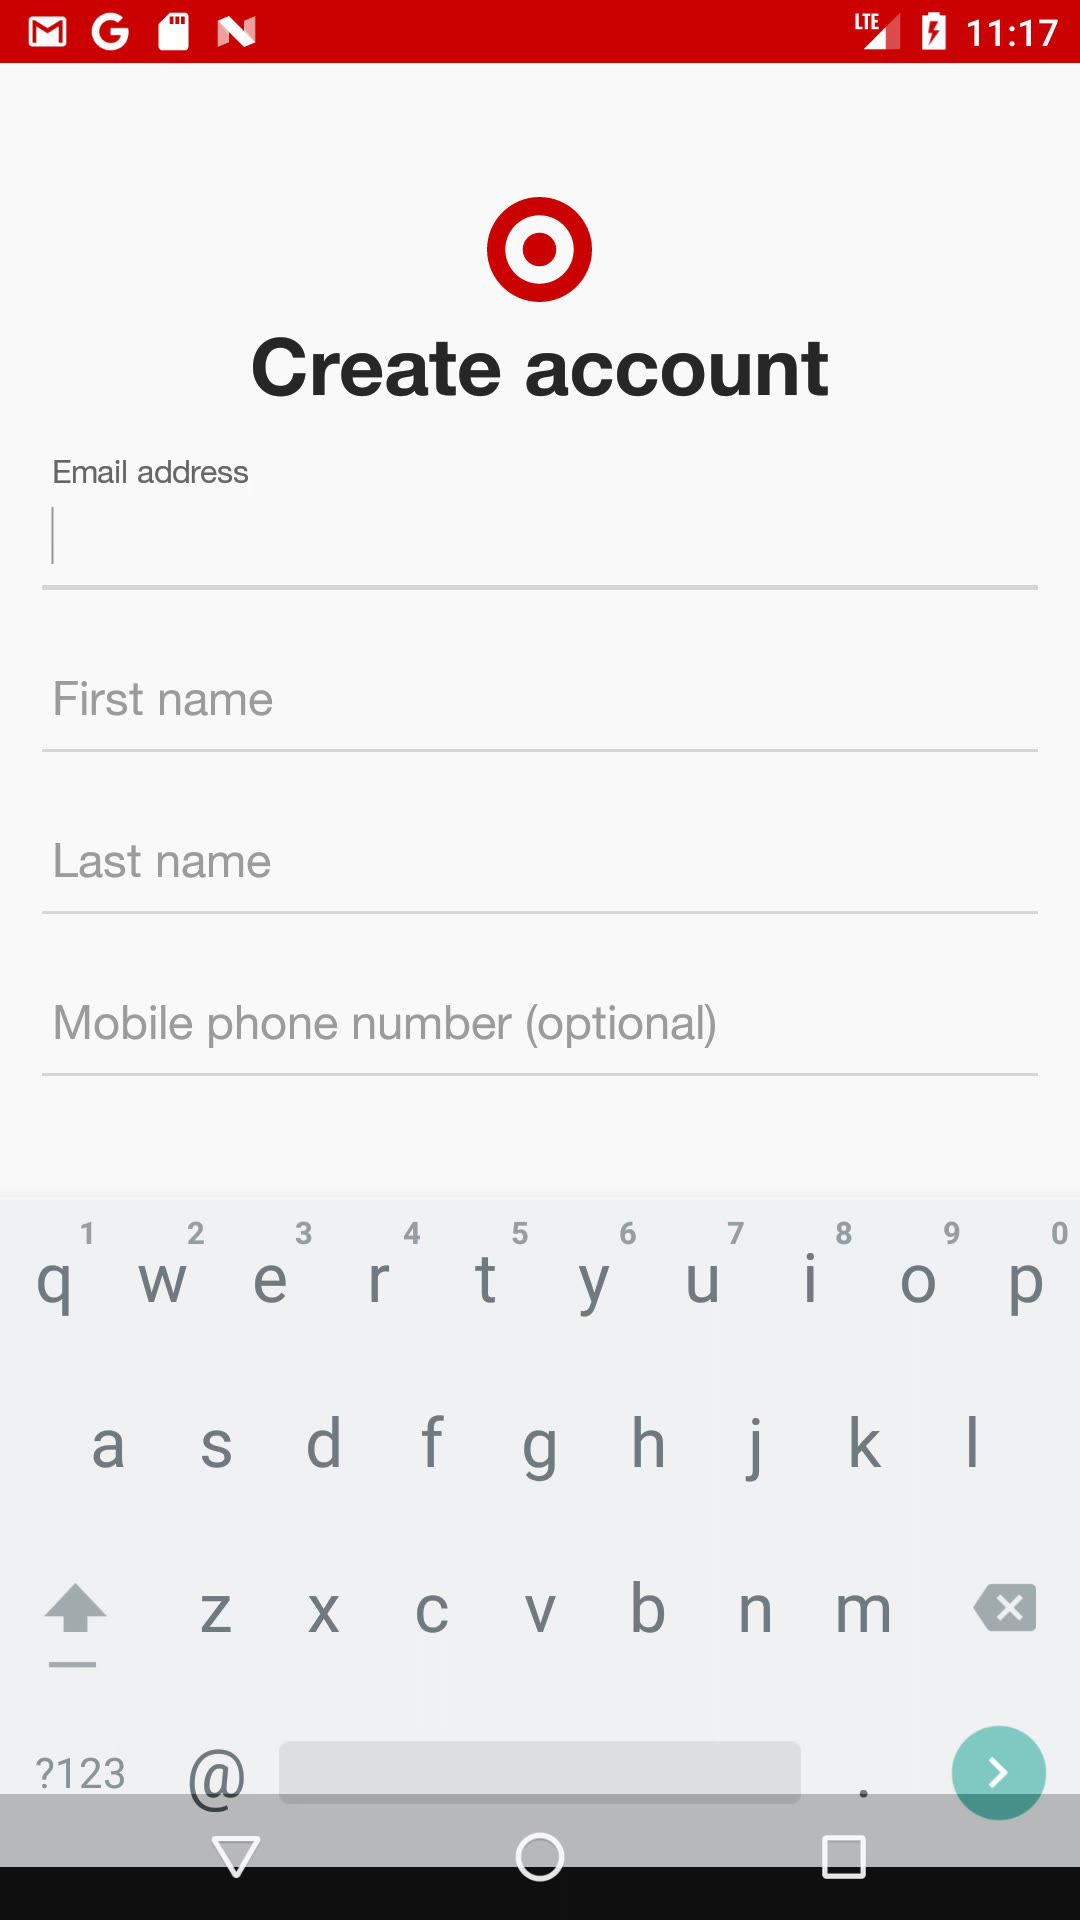 LTE 11:17
Create account
Email address
First name
Last name
Mobile phone number (optional)
1 2 3 4 5 6 7 8 9 0
q w e r t y u i o p
a s d f g h j k l
z x c v b n m
?123 @ .